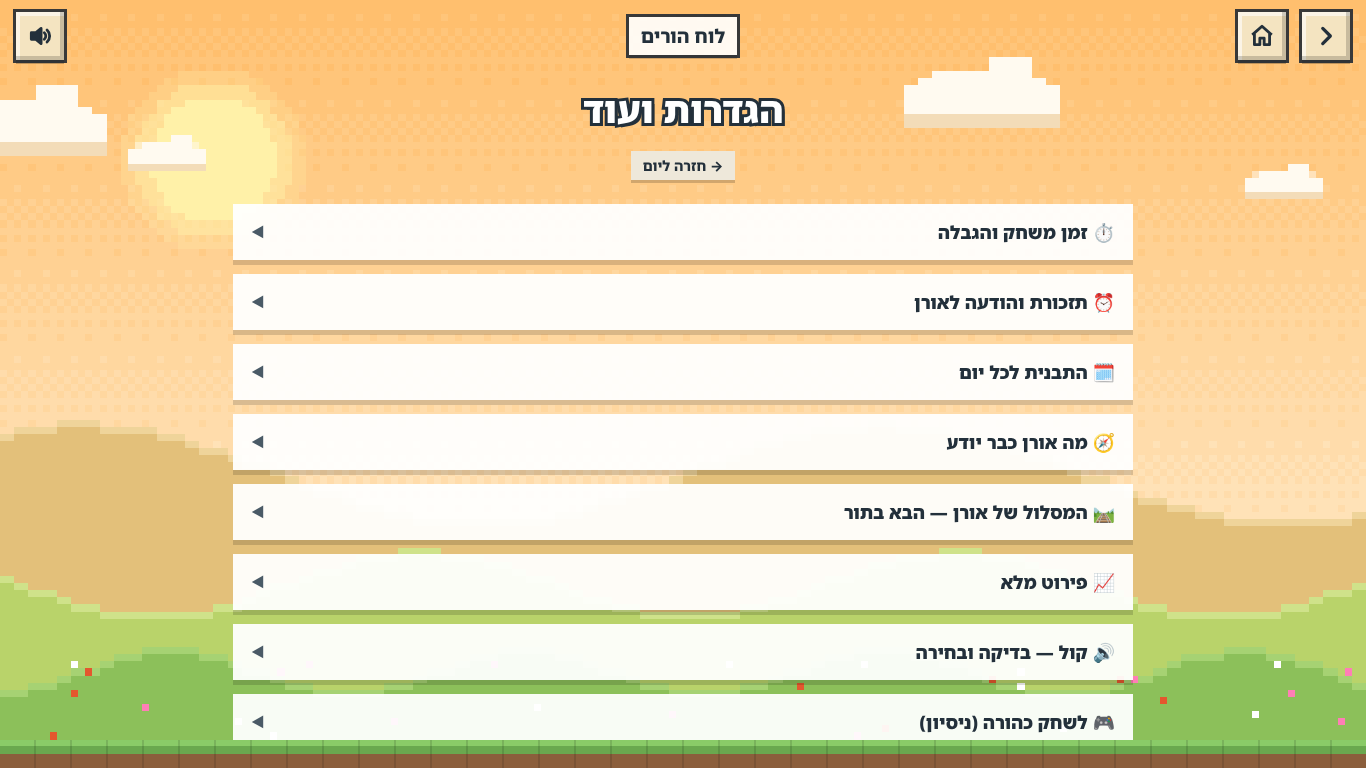 לוח הורים
הגדרות ועוד
→ חזרה ליום
⏱️ זמן משחק והגבלה
⏰ תזכורת והודעה לאורן
🗓️ התבנית לכל יום
🧭 מה אורן כבר יודע
🛤️ המסלול של אורן — הבא בתור
📈 פירוט מלא
🔊 קול — בדיקה ובחירה
🎮 לשחק כהורה (ניסיון)